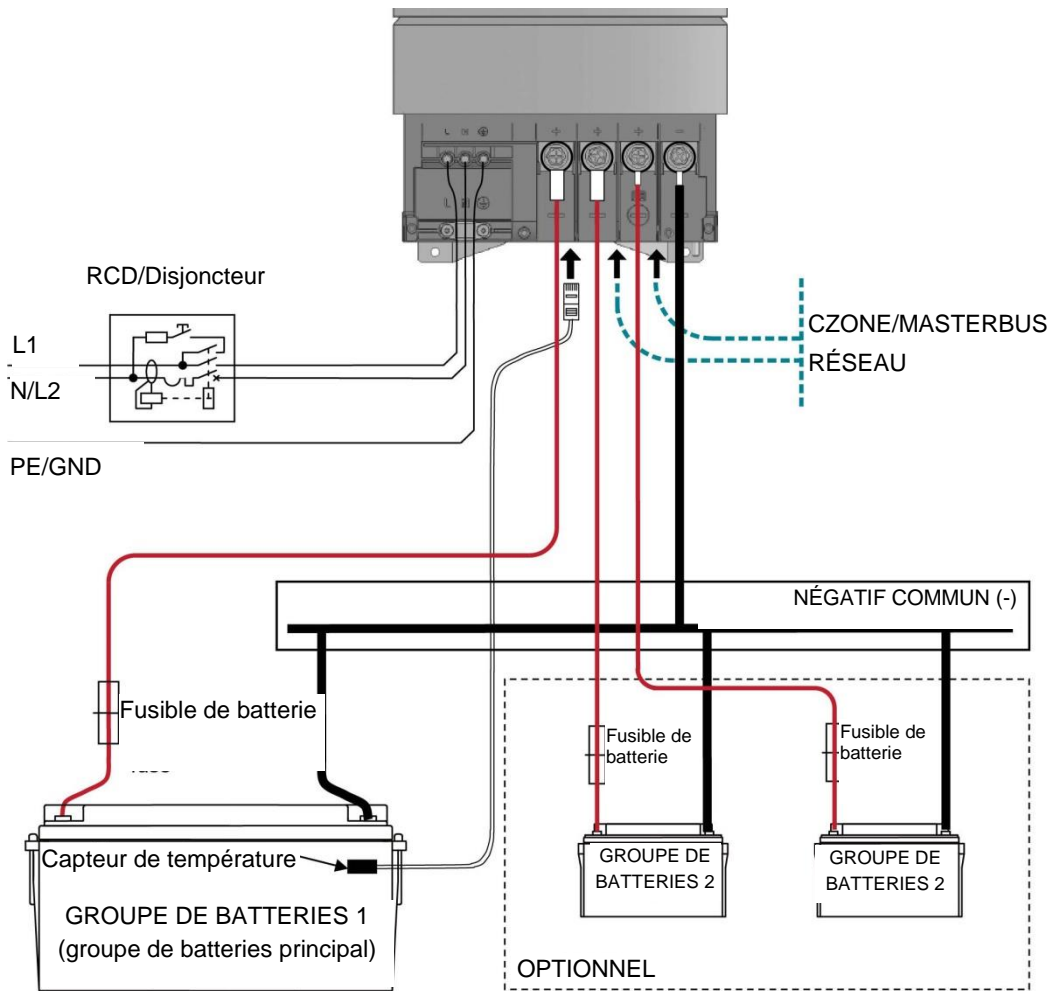 L N
+ + + -
L N
RCD/Disjoncteur
L1
N/L2
PE/GND
CZONE/MASTERBUS
RÉSEAU
NÉGATIF COMMUN (-)
Fusible de batterie
Fusible de
batterie
Fusible de
batterie
Capteur de température
GROUPE DE BATTERIES 1
(groupe de batteries principal)
GROUPE DE
BATTERIES 2
GROUPE DE
BATTERIES 2
OPTIONNEL